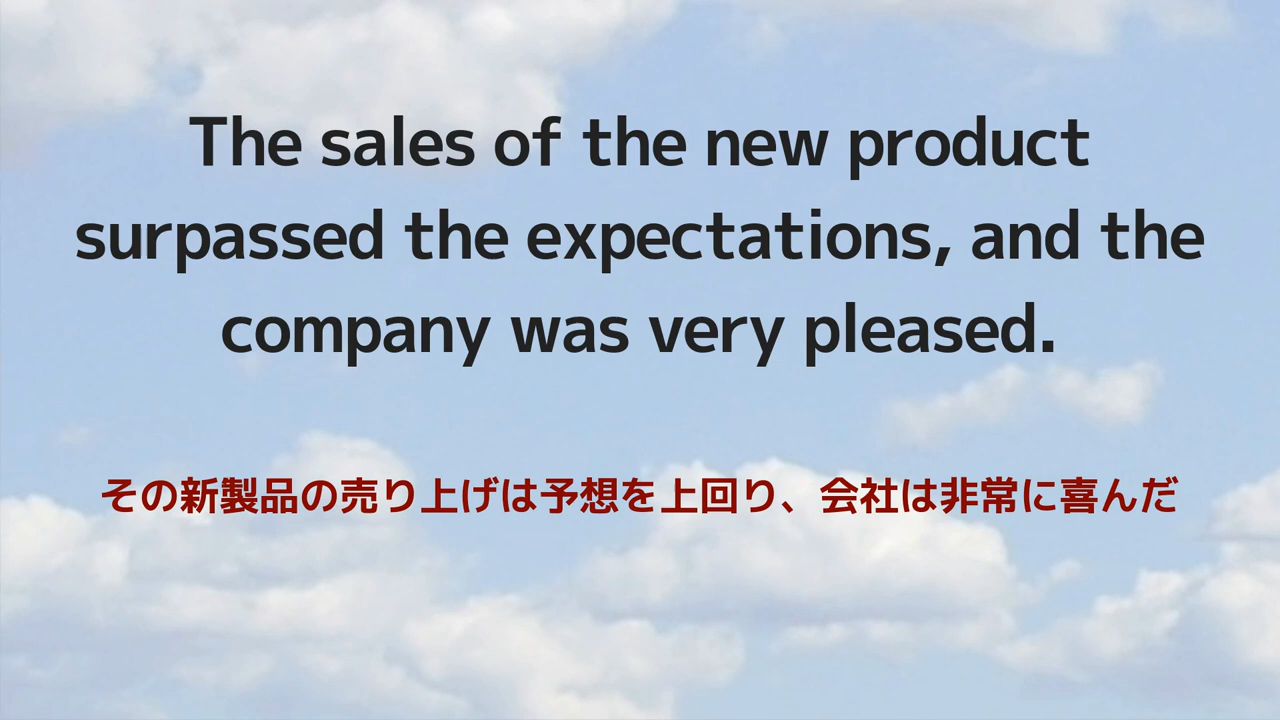 The sales of the new product
surpassed the expectations, and the
company was very pleased.
その新製品の売り上げは予想を上回り、会社は非常に喜んだ